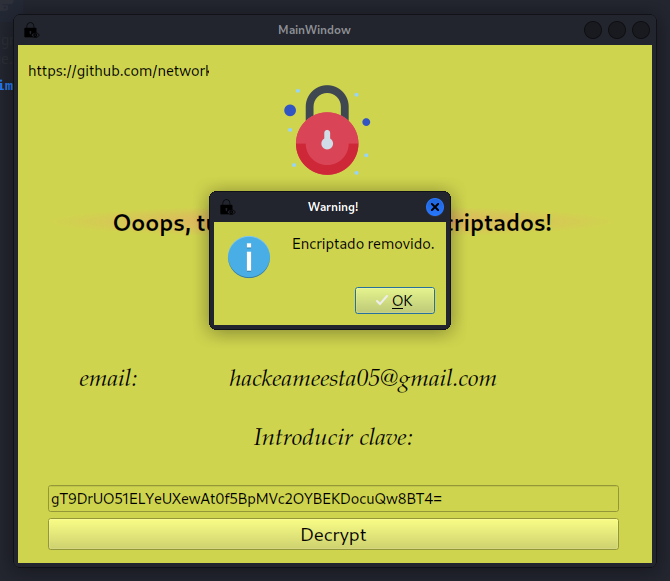 MainWindow
https://github.com/network
Warning!
Ooops, tu criptados!
Encriptado removido.
OK
email: hackeameesta05@gmail.com
Introducir clave:
gT9DrUO51ELYeUXewAt0f5BpMVc2OYBEKDocuQw8BT4=
Decrypt